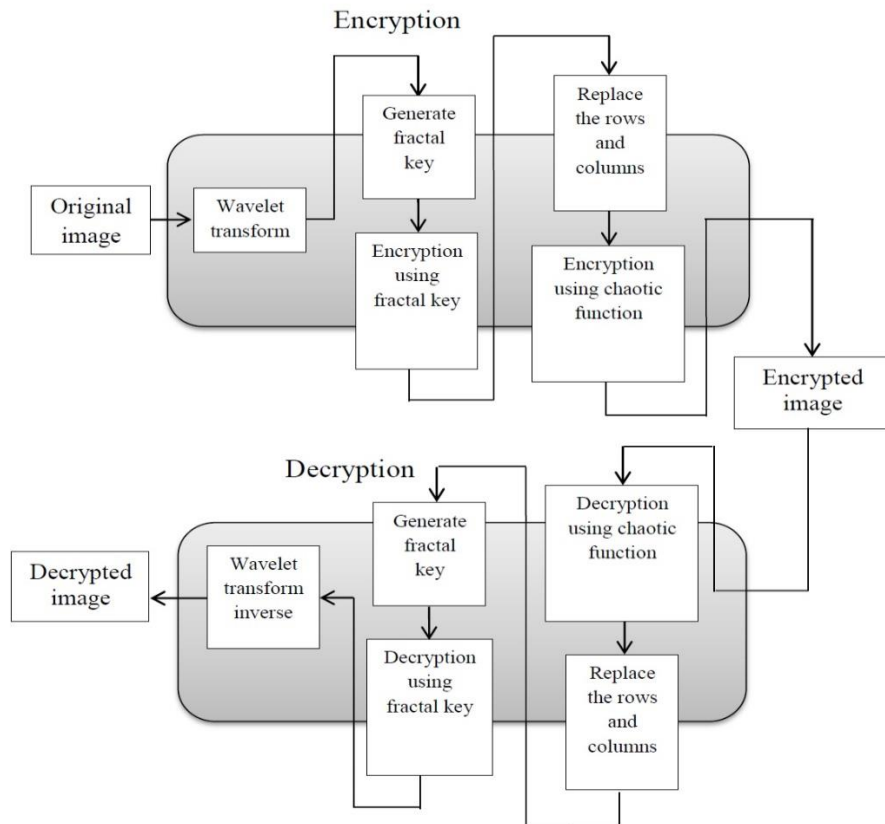 Encryption
Original
image
Wavelet
transform
Generate
fractal
key
Encryption
using
fractal key
Replace
the rows
and
columns
Encryption
using chaotic
function
Encrypted
image
Decryption
Decryption
using chaotic
function
Replace
the rows
and
columns
Generate
fractal
key
Decryption
using
fractal key
Wavelet
transform
inverse
Decrypted
image